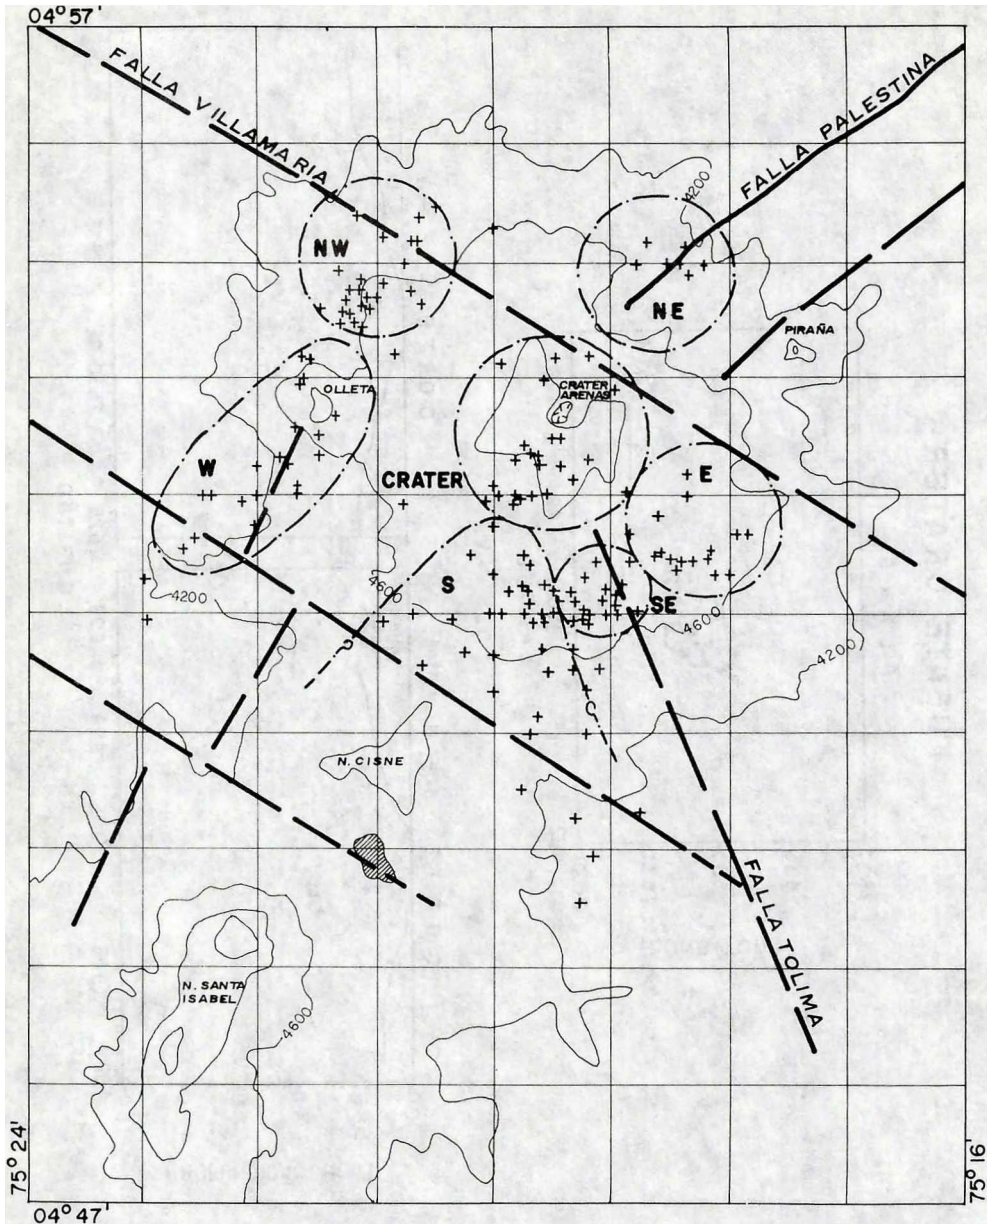 04°57'
FALLA VILLAMARIA
FALLA PALESTINA
4200
NW
NE
PIRAÑA
OLLETA
CRATER
ARENAS
W
CRATER
E
S
4600
4200
SE
4600
4200
?
N. CISNE
FALLA TOLIMA
N. SANTA
ISABEL
4600
75° 24'
75° 16'
04° 47'